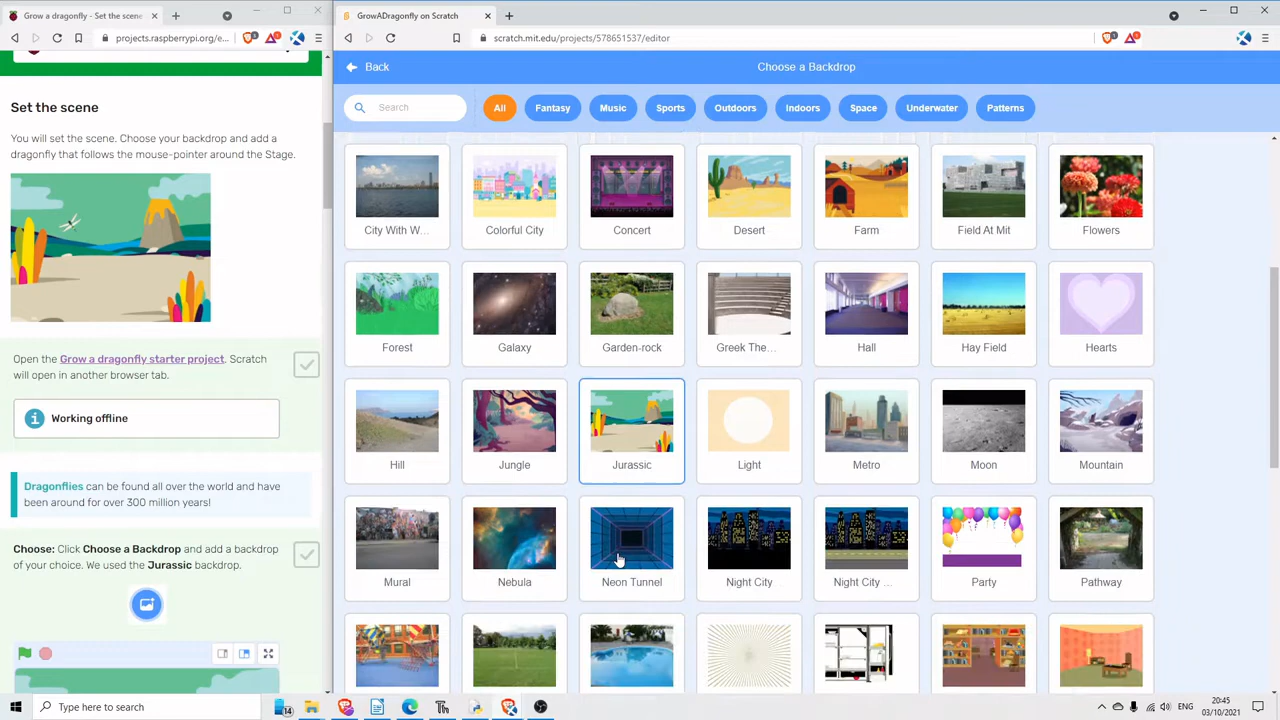 Grow a dragonfly - Set the scene
projects.raspberrypi.org/e...
Set the scene
You will set the scene. Choose your backdrop and add a
dragonfly that follows the mouse-pointer around the Stage.
Open the Grow a dragonfly starter project. Scratch
will open in another browser tab.
Working offline
Dragonflies can be found all over the world and have
been around for over 300 million years!
Choose: Click Choose a Backdrop and add a backdrop
of your choice. We used the Jurassic backdrop.
GrowADragonfly on Scratch
scratch.mit.edu/projects/578651537/editor
Back
Choose a Backdrop
Search
All
Fantasy
Music
Sports
Outdoors
Indoors
Space
Underwater
Patterns
City With W...
Colorful City
Concert
Desert
Farm
Field At Mit
Flowers
Forest
Galaxy
Garden-rock
Greek The...
Hall
Hay Field
Hearts
Hill
Jungle
Jurassic
Light
Metro
Moon
Mountain
Mural
Nebula
Neon Tunnel
Night City
Night City ...
Party
Pathway
Type here to search
14
ENG
20:45
03/10/2021